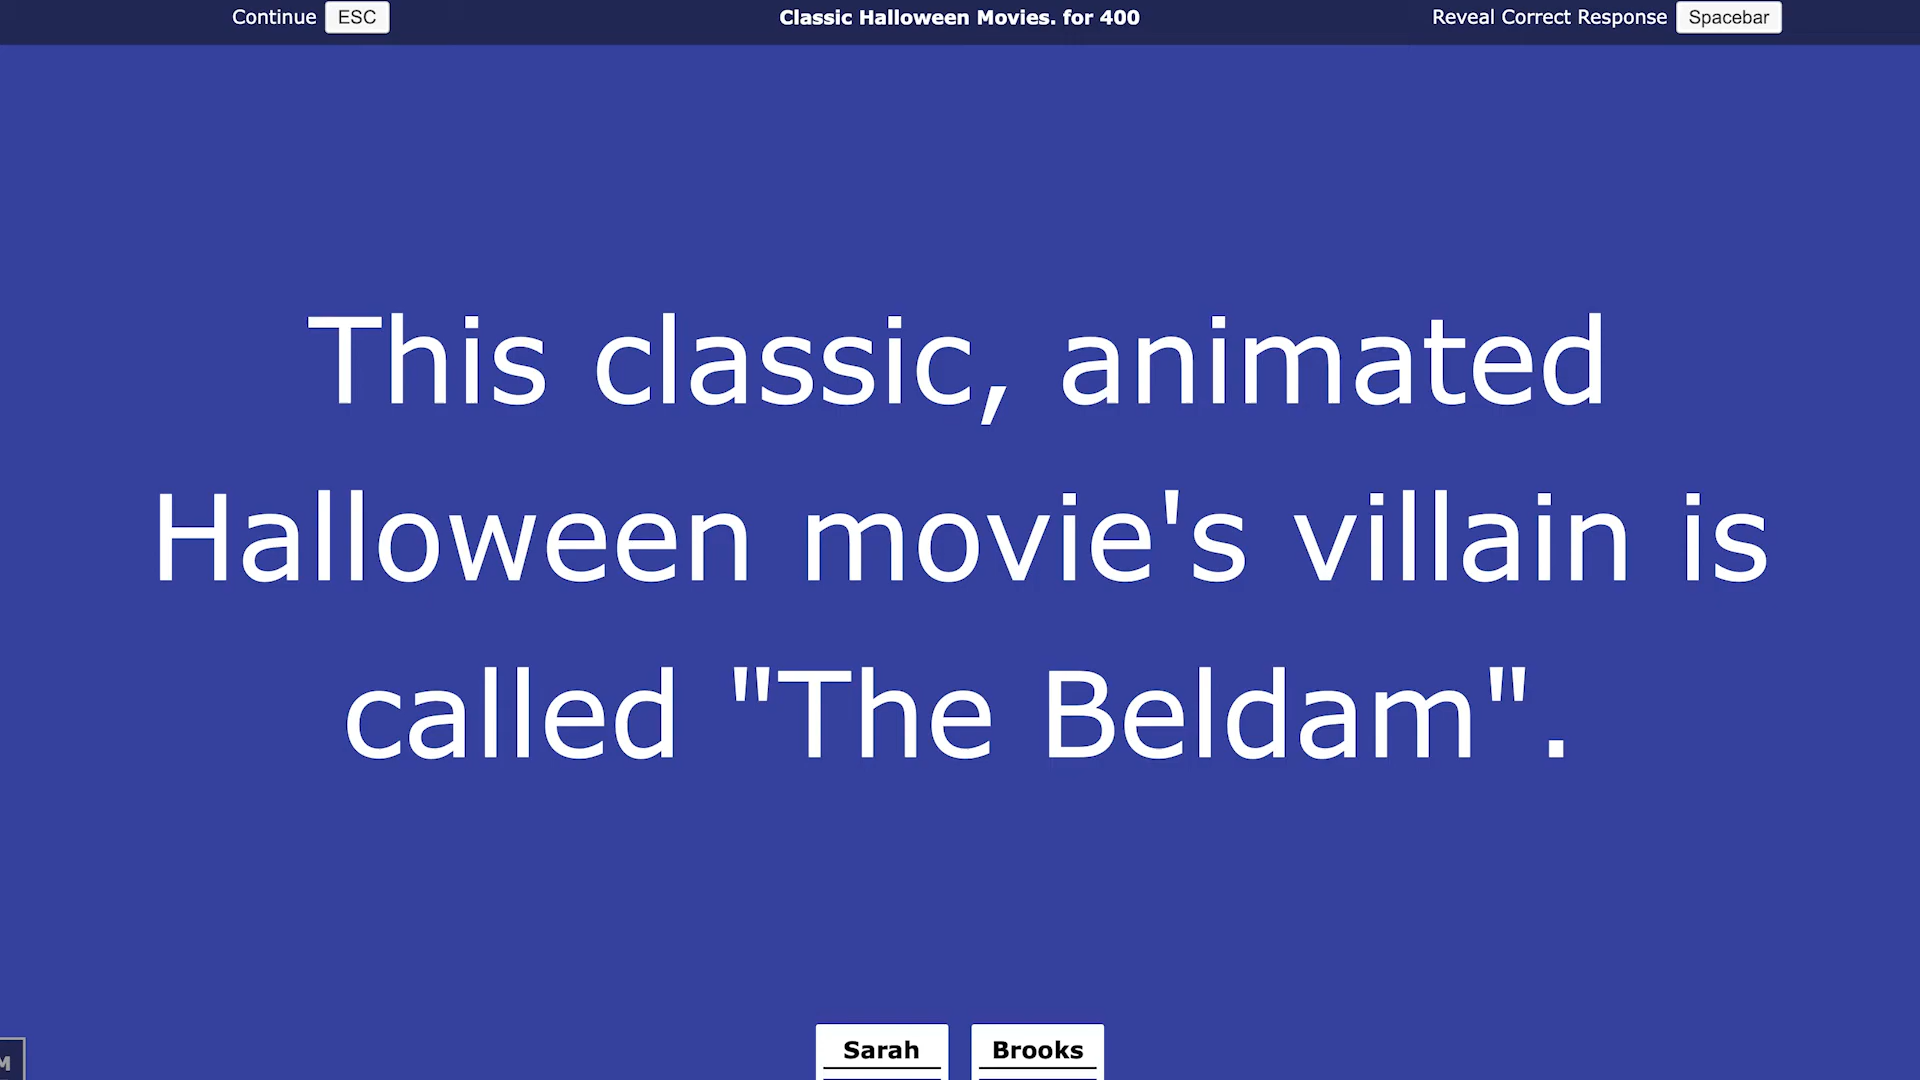 Continue ESC Classic Halloween Movies. for 400 Reveal Correct Response Spacebar
This classic, animated
Halloween movie's villain is
called "The Beldam".
M
Sarah Brooks